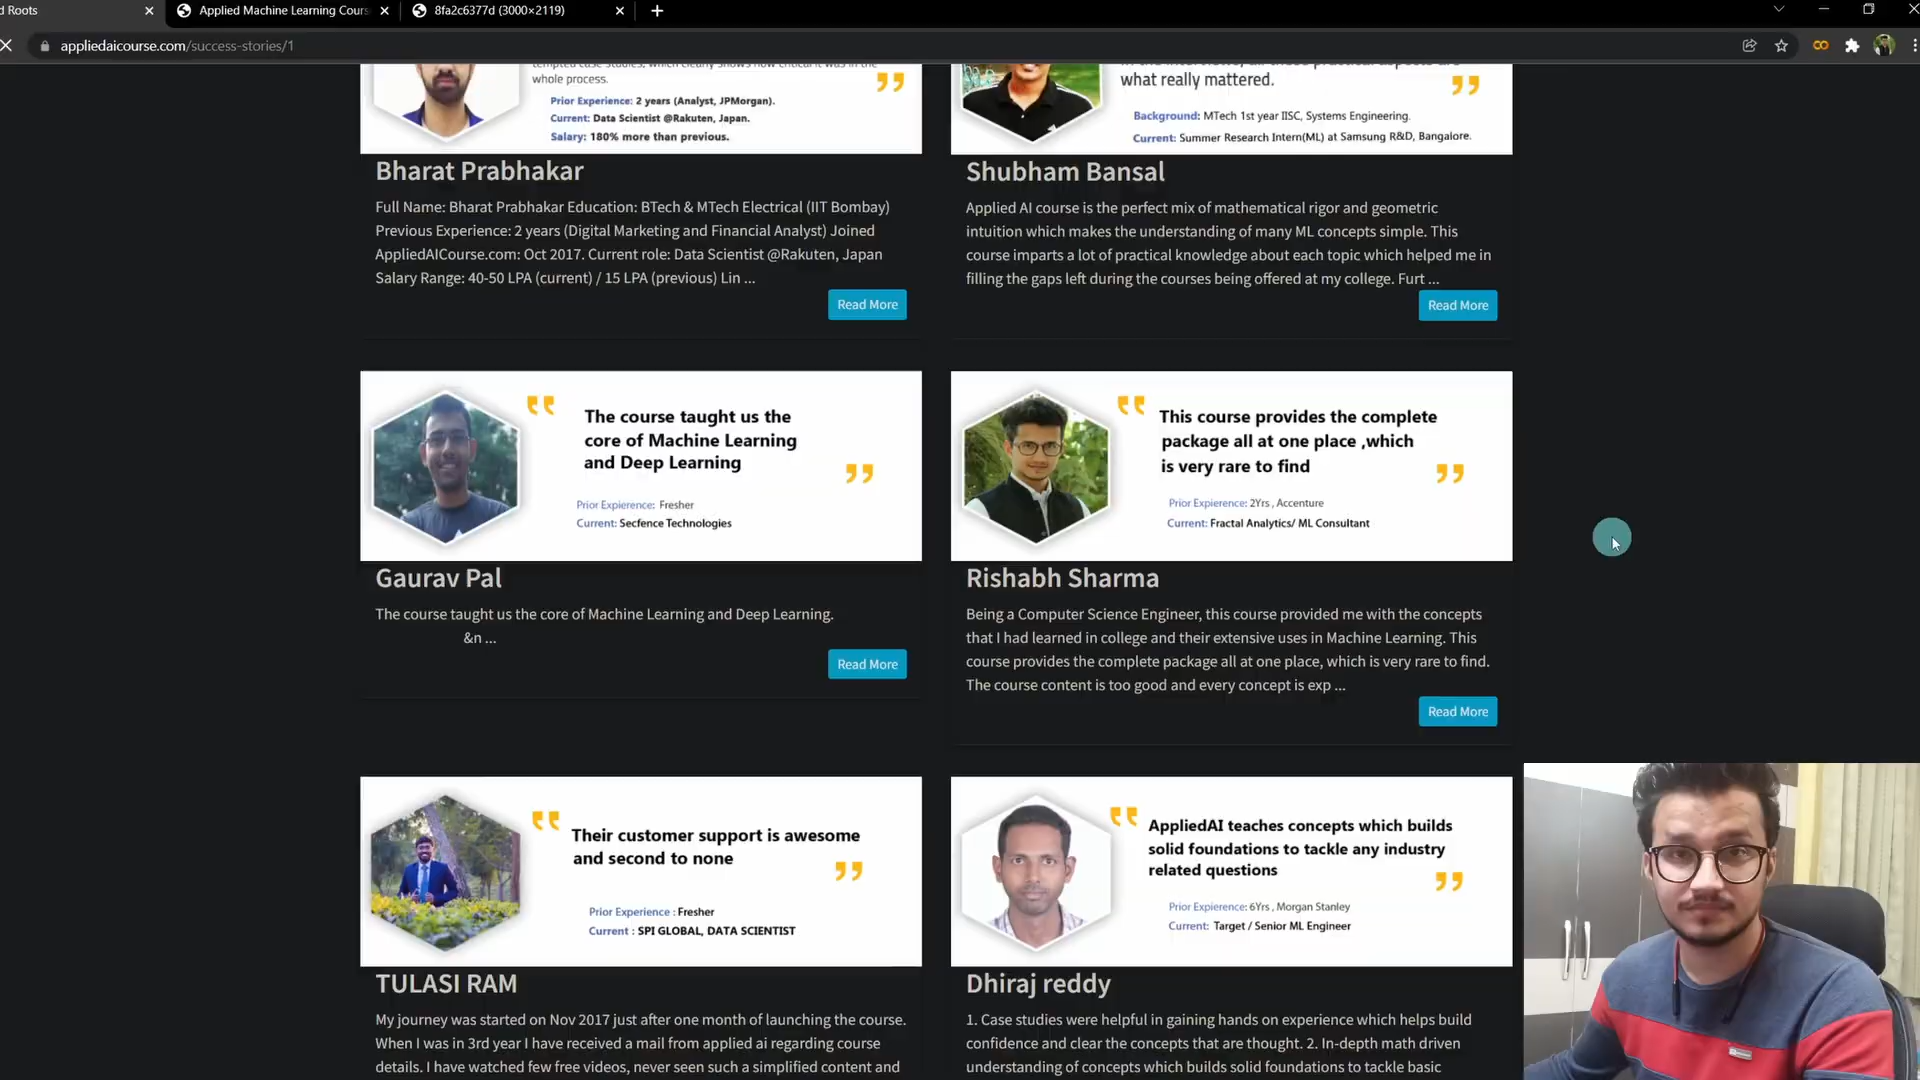 d Roots
Applied Machine Learning Cours
8fa2c6377d (3000×2119)
appliedaicourse.com/success-stories/1
whole process.
Prior Experience: 2 years (Analyst, JPMorgan).
Current: Data Scientist @Rakuten, Japan.
Salary: 180% more than previous.
Bharat Prabhakar
Full Name: Bharat Prabhakar Education: BTech & MTech Electrical (IIT Bombay)
Previous Experience: 2 years (Digital Marketing and Financial Analyst) Joined
AppliedAICourse.com: Oct 2017. Current role: Data Scientist @Rakuten, Japan
Salary Range: 40-50 LPA (current) / 15 LPA (previous) Lin ...
Read More
what really mattered.
Background: MTech 1st year IISC, Systems Engineering.
Current: Summer Research Intern(ML) at Samsung R&D, Bangalore.
Shubham Bansal
Applied AI course is the perfect mix of mathematical rigor and geometric
intuition which makes the understanding of many ML concepts simple. This
course imparts a lot of practical knowledge about each topic which helped me in
filling the gaps left during the courses being offered at my college. Furt ...
Read More
The course taught us the
core of Machine Learning
and Deep Learning
Prior Expierence: Fresher
Current: Secfence Technologies
Gaurav Pal
The course taught us the core of Machine Learning and Deep Learning.
&n ...
Read More
This course provides the complete
package all at one place ,which
is very rare to find
Prior Expierence: 2Yrs , Accenture
Current: Fractal Analytics/ ML Consultant
Rishabh Sharma
Being a Computer Science Engineer, this course provided me with the concepts
that I had learned in college and their extensive uses in Machine Learning. This
course provides the complete package all at one place, which is very rare to find.
The course content is too good and every concept is exp ...
Read More
Their customer support is awesome
and second to none
Prior Experience : Fresher
Current : SPI GLOBAL, DATA SCIENTIST
TULASI RAM
My journey was started on Nov 2017 just after one month of launching the course.
When I was in 3rd year I have received a mail from applied ai regarding course
details. I have watched few free videos, never seen such a simplified content and
AppliedAI teaches concepts which builds
solid foundations to tackle any industry
related questions
Prior Expierence: 6Yrs , Morgan Stanley
Current: Target / Senior ML Engineer
Dhiraj reddy
1. Case studies were helpful in gaining hands on experience which helps build
confidence and clear the concepts that are thought. 2. In-depth math driven
understanding of concepts which builds solid foundations to tackle basic